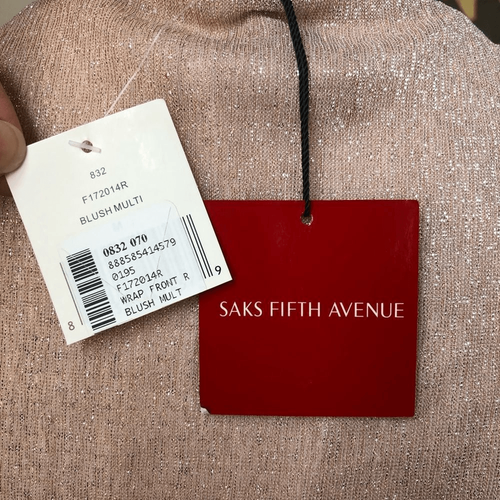 832
F172014R
BLUSH MULTI
0832 070
888585414579
0195
F172014R
WRAP FRONT R
BLUSH MULT
8
9
SAKS FIFTH AVENUE